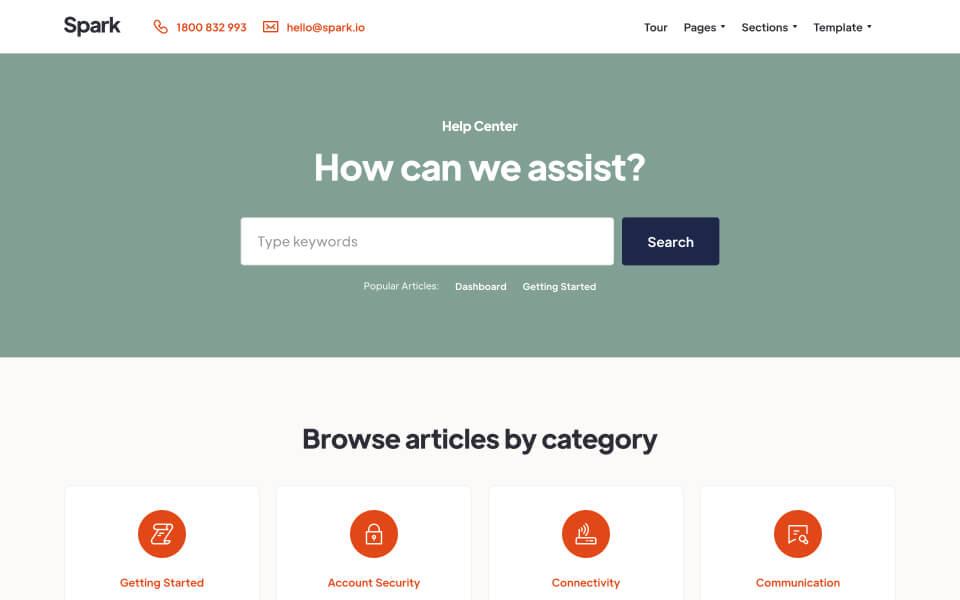 Spark
1800 832 993
hello@spark.io
Tour
Pages
Sections
Template
Help Center
How can we assist?
Type keywords
Search
Popular Articles: Dashboard Getting Started
Browse articles by category
Getting Started
Account Security
Connectivity
Communication